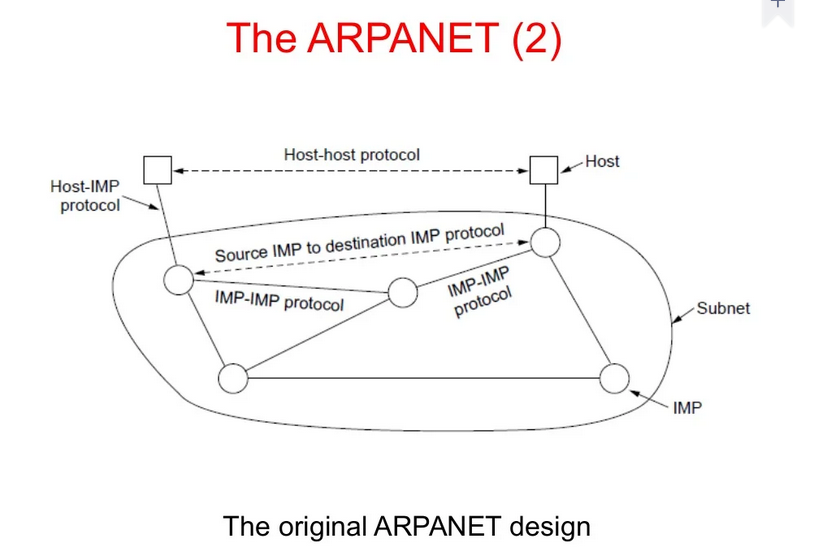 The ARPANET (2)
Host-host protocol
Host
Host-IMP
protocol
Source IMP to destination IMP protocol
IMP-IMP protocol
IMP-IMP
protocol
Subnet
IMP
The original ARPANET design